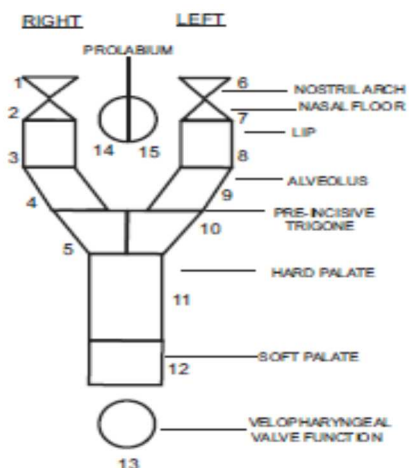 RIGHT LEFT
PROLABIUM
1 6 NOSTRIL ARCH
NASAL FLOOR
2 7
LIP
14 15
3 8
ALVEOLUS
4 9
PRE-INCISIVE
TRIGONE
5 10
HARD PALATE
11
SOFT PALATE
12
VELOPHARYNGEAL
VALVE FUNCTION
13